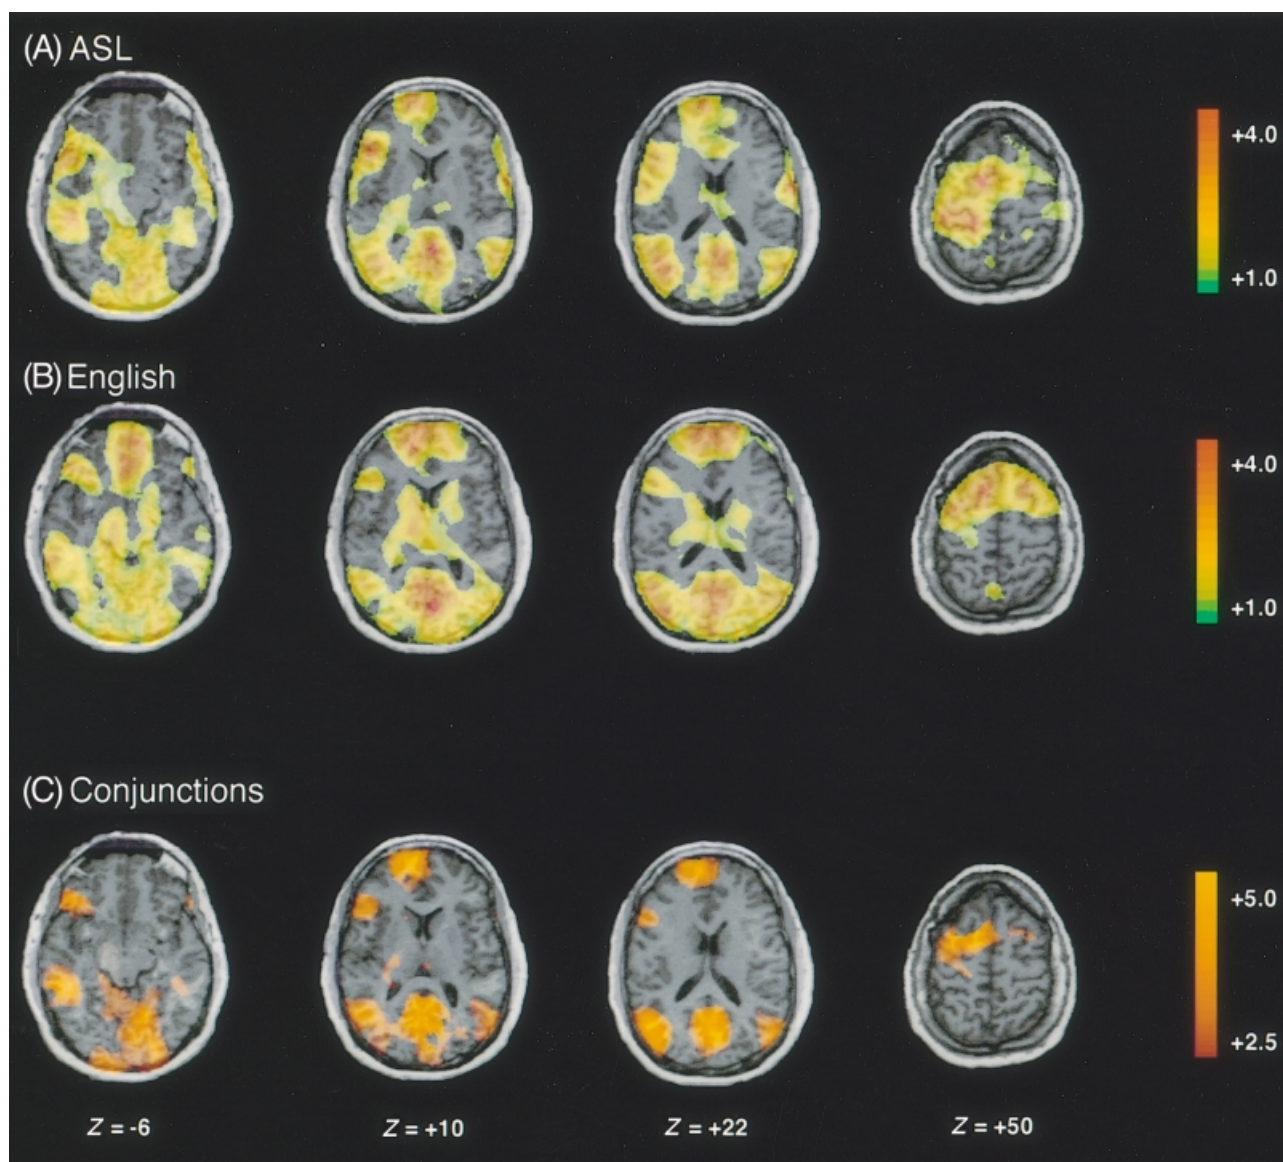 (A) ASL
+4.0
+1.0
(B) English
+4.0
+1.0
(C) Conjunctions
+5.0
+2.5
Z = -6
Z = +10
Z = +22
Z = +50